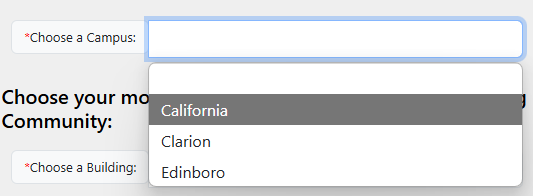 *Choose a Campus:
California
Clarion
Edinboro
Choose your mo
g
Community:
*Choose a Building: